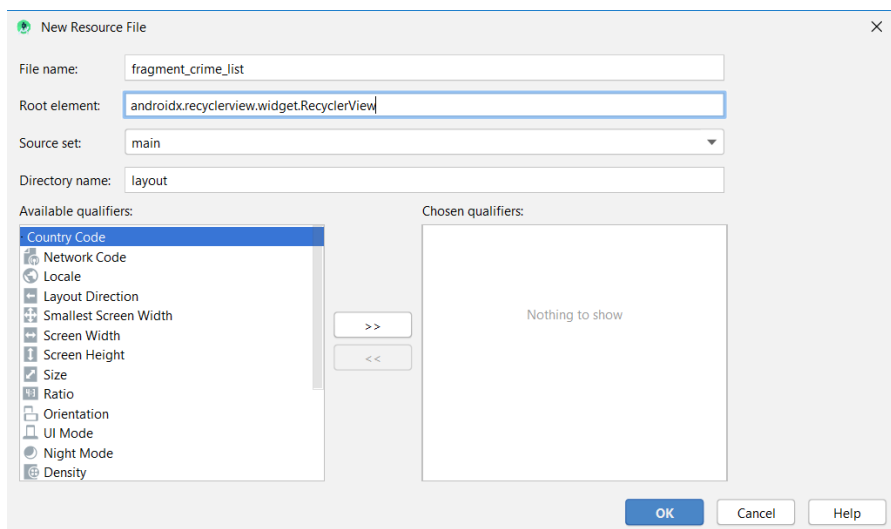 New Resource File
File name: fragment_crime_list
Root element: androidx.recyclerview.widget.RecyclerView
Source set: main
Directory name: layout
Available qualifiers:
Country Code
Network Code
Locale
Layout Direction
Smallest Screen Width
Screen Width
Screen Height
Size
Ratio
Orientation
UI Mode
Night Mode
Density
>>
<<
Chosen qualifiers:
Nothing to show
OK Cancel Help